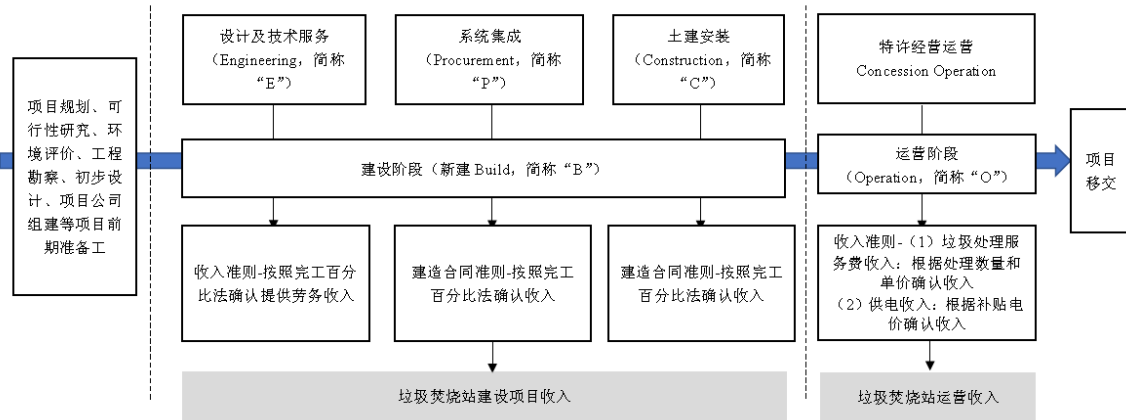 项目规划、可
行性研究、环
境评价、工程
勘察、初步设
计、项目公司
组建等项目前
期准备工
设计及技术服务
（Engineering，简称
“E”）
系统集成
（Procurement，简称
“P”）
土建安装
（Construction，简称
“C”）
建设阶段（新建 Build，简称“B”）
收入准则-按照完工百分
比法确认提供劳务收入
建造合同准则-按照完工
百分比法确认收入
建造合同准则-按照完工
百分比法确认收入
垃圾焚烧站建设项目收入
特许经营运营
Concession Operation
运营阶段
（Operation，简称“O”）
收入准则-（1）垃圾处理服
务费收入：根据处理数量和
单价确认收入
（2）供电收入：根据补贴电
价确认收入
垃圾焚烧站运营收入
项目
移交